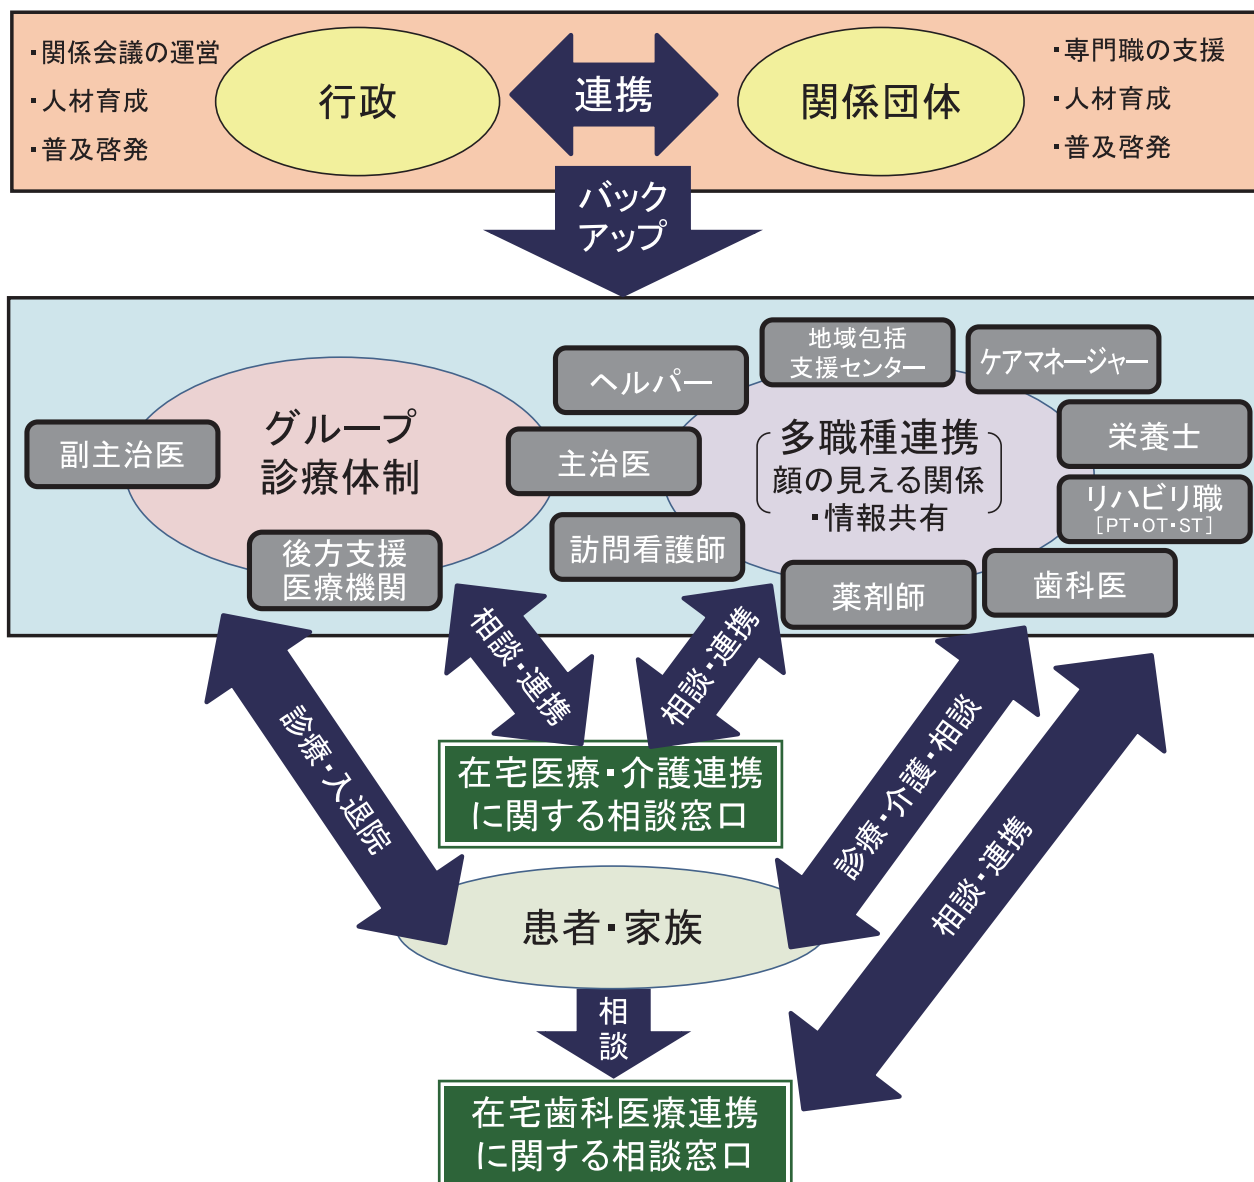 ・関係会議の運営
・人材育成
・普及啓発
行政
連携
関係団体
・専門職の支援
・人材育成
・普及啓発
バック
アップ
副主治医
グループ
診療体制
後方支援
医療機関
ヘルパー
主治医
訪問看護師
地域包括
支援センター
ケアマネージャー
多職種連携
顔の見える関係
・情報共有
栄養士
リハビリ職
[PT・OT・ST]
歯科医
薬剤師
相談・連携
相談・連携
診療・入退院
診療・介護・相談
相談・連携
在宅医療・介護連携
に関する相談窓口
患者・家族
相
談
在宅歯科医療連携
に関する相談窓口